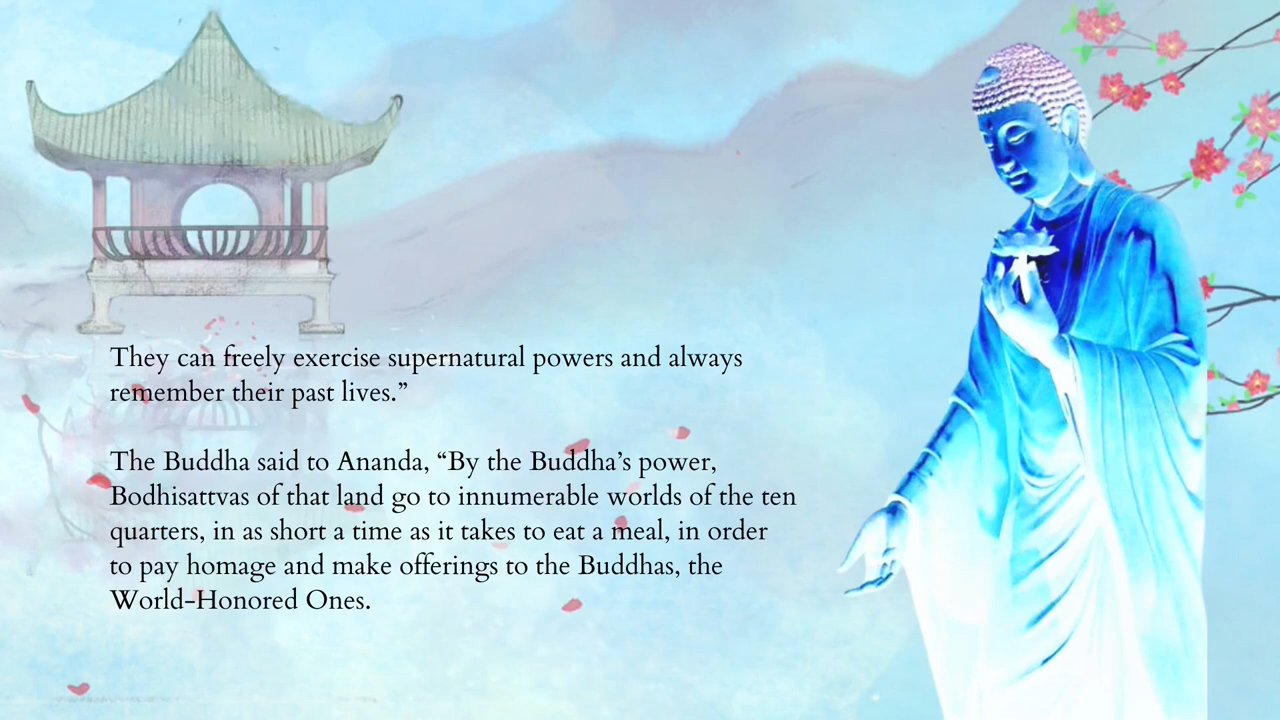 They can freely exercise supernatural powers and always
remember their past lives.”
The Buddha said to Ananda, “By the Buddha’s power,
Bodhisattvas of that land go to innumerable worlds of the ten
quarters, in as short a time as it takes to eat a meal, in order
to pay homage and make offerings to the Buddhas, the
World-Honored Ones.